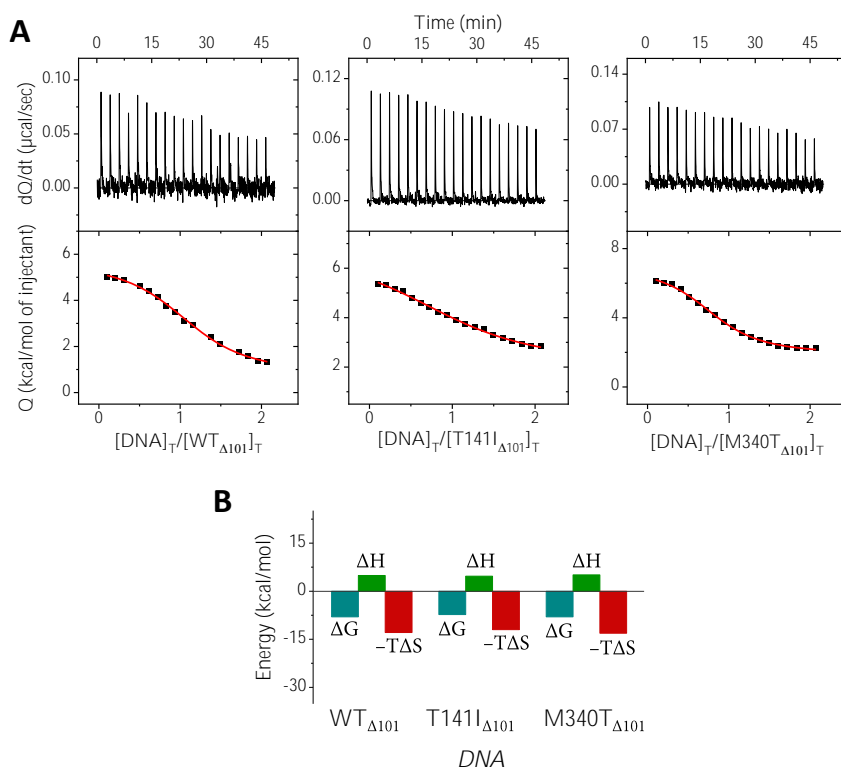 A
Time (min)
0 15 30 45 0 15 30 45 0 15 30 45
dQ/dt (µcal/sec)
0.10
0.05
0.00
0.12
0.06
0.00
0.14
0.07
0.00
Q (kcal/mol of injectant)
6
4
2
0
6
4
2
8
4
0
0 1 2 0 1 2 0 1 2
[DNA]T/[WTΔ101]T [DNA]T/[T141IΔ101]T [DNA]T/[M340TΔ101]T
B
Energy (kcal/mol)
15
0
-15
-30
ΔH ΔH ΔH
ΔG −TΔS ΔG −TΔS ΔG −TΔS
WTΔ101 T141IΔ101 M340TΔ101
DNA